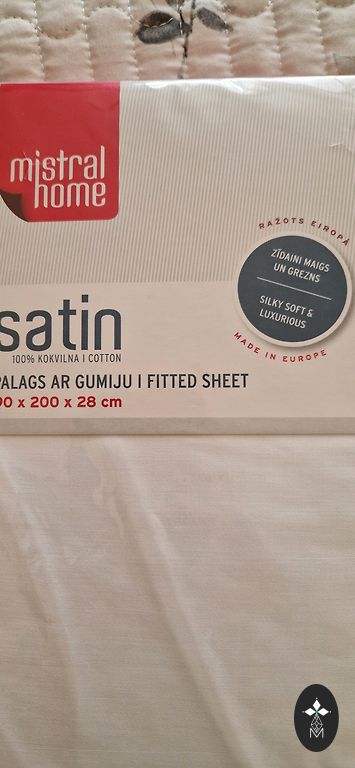 mistral
home
RAŽOTS EIROPĀ
ZĪDAINI MAIGS
UN GREZNS
SILKY SOFT &
LUXURIOUS
MADE IN EUROPE
satin
100% KOKVILNA I COTTON
PALAGS AR GUMIJU I FITTED SHEET
90 x 200 x 28 cm
M